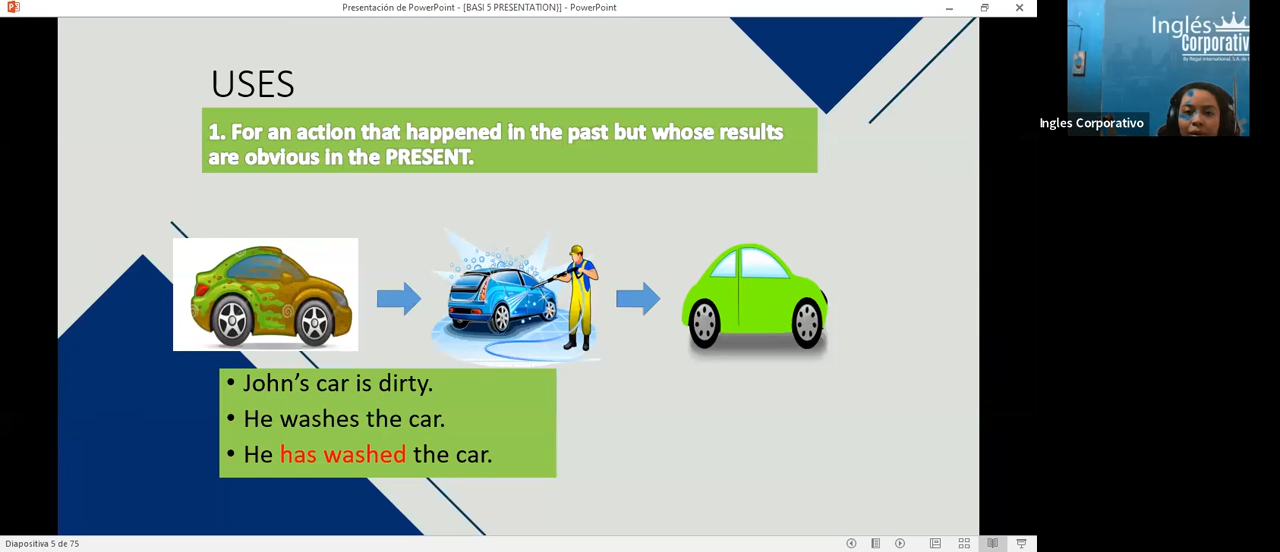 Presentación de PowerPoint - [BASI 5 PRESENTATION]] - PowerPoint
USES
1. For an action that happened in the past but whose results
are obvious in the PRESENT.
• John's car is dirty.
• He washes the car.
• He has washed the car.
Diapositiva 5 de 75
Inglés
Corporativ
Ingles Corporativo